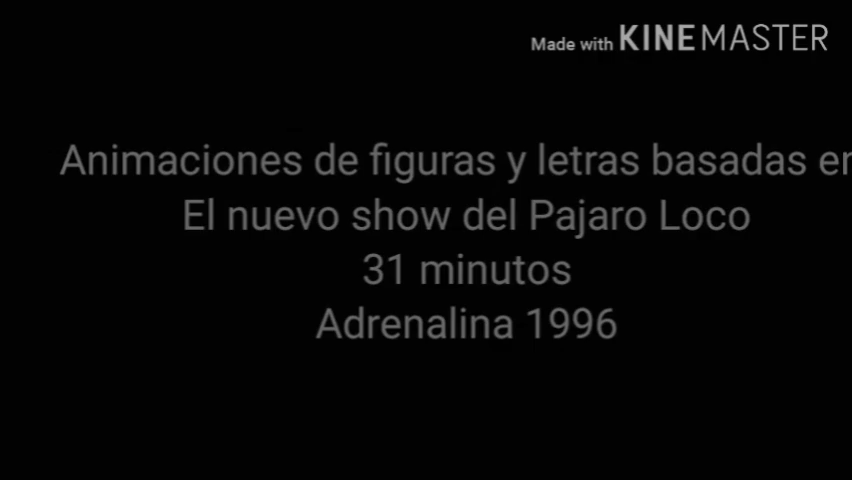 Made with KINEMASTER
Animaciones de figuras y letras basadas en
El nuevo show del Pajaro Loco
31 minutos
Adrenalina 1996